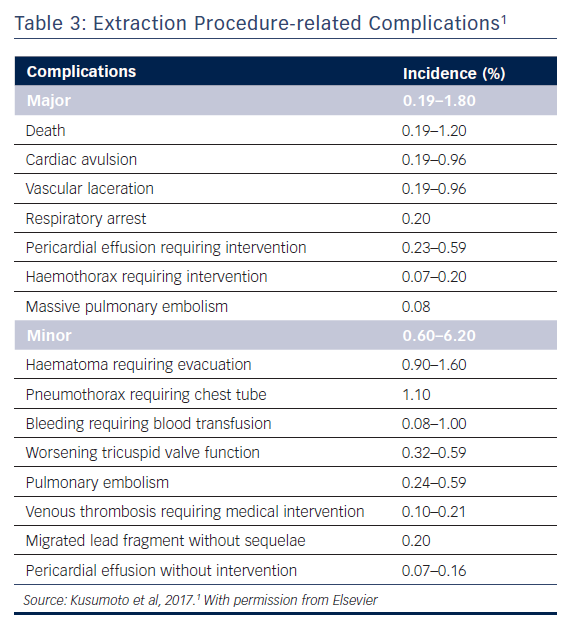 Table 3: Extraction Procedure-related Complications¹
Complications Incidence (%)
Major 0.19–1.80
Death 0.19–1.20
Cardiac avulsion 0.19–0.96
Vascular laceration 0.19–0.96
Respiratory arrest 0.20
Pericardial effusion requiring intervention 0.23–0.59
Haemothorax requiring intervention 0.07–0.20
Massive pulmonary embolism 0.08
Minor 0.60–6.20
Haematoma requiring evacuation 0.90–1.60
Pneumothorax requiring chest tube 1.10
Bleeding requiring blood transfusion 0.08–1.00
Worsening tricuspid valve function 0.32–0.59
Pulmonary embolism 0.24–0.59
Venous thrombosis requiring medical intervention 0.10–0.21
Migrated lead fragment without sequelae 0.20
Pericardial effusion without intervention 0.07–0.16
Source: Kusumoto et al, 2017.¹ With permission from Elsevier